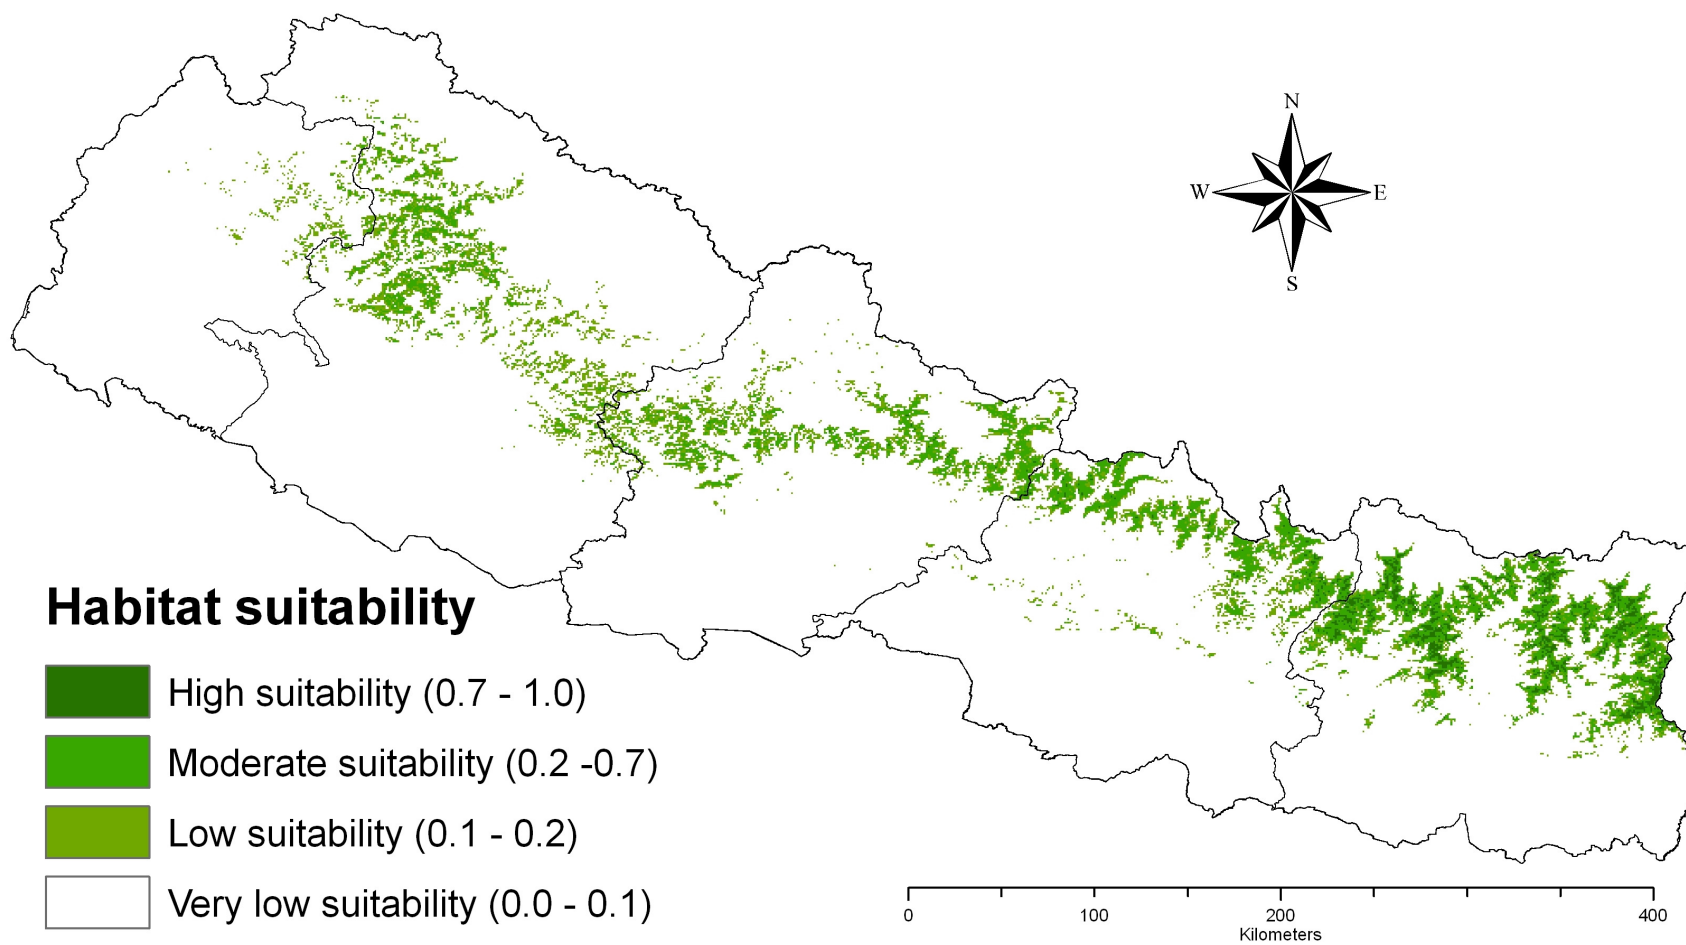 N
W
E
S
Habitat suitability
High suitability (0.7 - 1.0)
Moderate suitability (0.2 -0.7)
Low suitability (0.1 - 0.2)
Very low suitability (0.0 - 0.1)
0 100 200 400
Kilometers